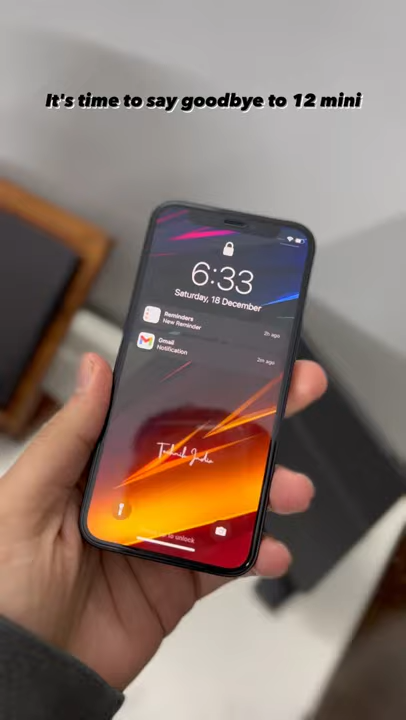 It's time to say goodbye to 12 mini
6:33
Saturday, 18 December
Reminders
New Reminder
2h ago
Gmail
Notification
2m ago
to unlock